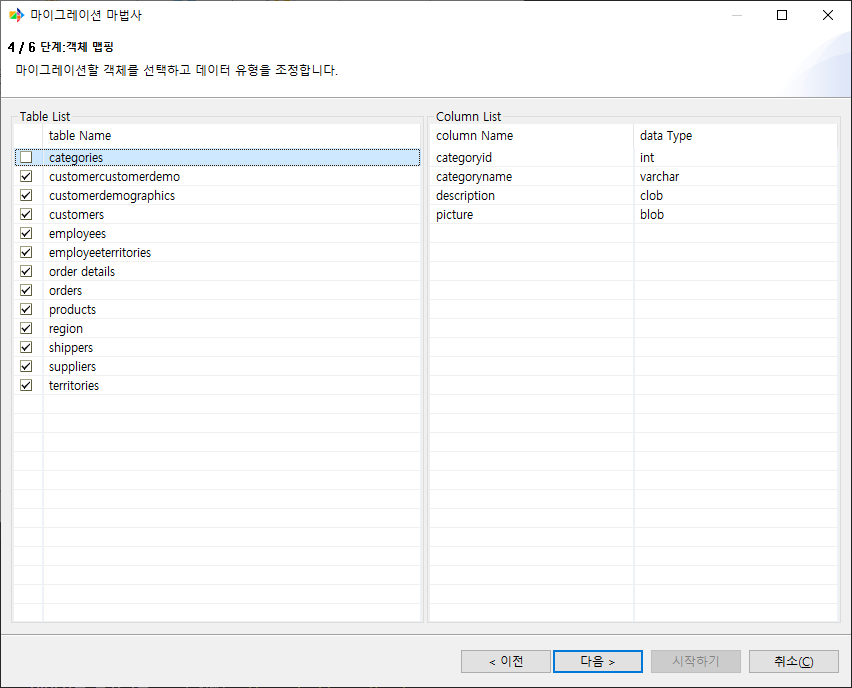 마이그레이션 마법사
4 / 6 단계:객체 맵핑
마이그레이션할 객체를 선택하고 데이터 유형을 조정합니다.
Table List
table Name
categories
customercustomerdemo
customerdemographics
customers
employees
employeeterritories
order details
orders
products
region
shippers
suppliers
territories
Column List
column Name data Type
categoryid int
categoryname varchar
description clob
picture blob
< 이전 다음 > 시작하기 취소(C)